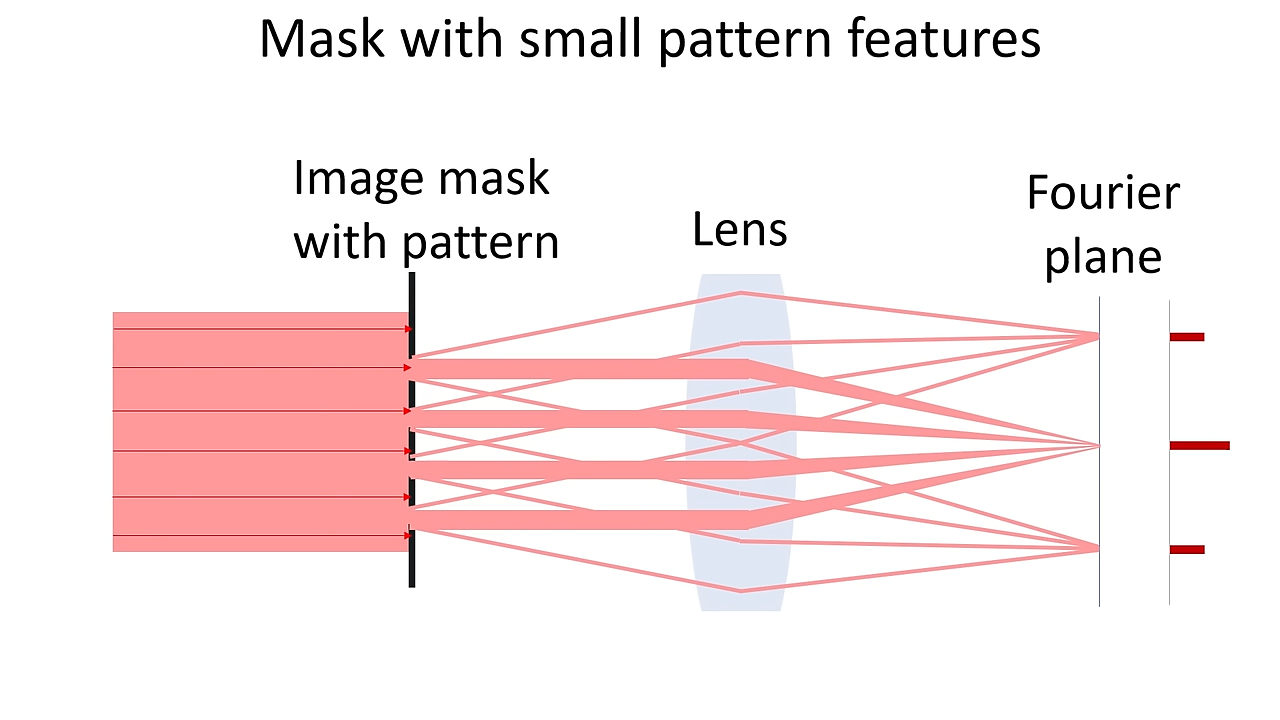 Mask with small pattern features
Image mask
with pattern
Lens
Fourier
plane